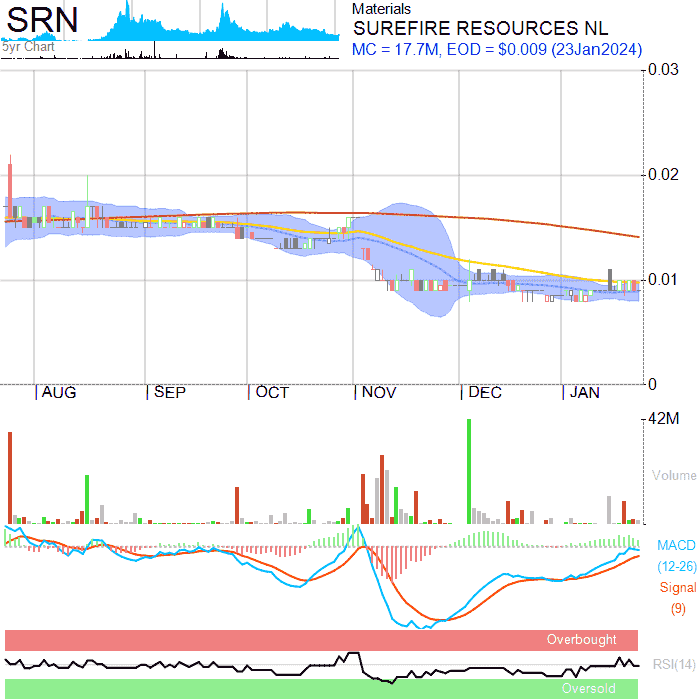 SRN
5yr Chart
Materials
SUREFIRE RESOURCES NL
MC = 17.7M, EOD = $0.009 (23Jan2024)
0.03
0.02
0.01
0
AUG SEP OCT NOV DEC JAN
42M
Volume
MACD
(12-26)
Signal
(9)
Overbought
RSI(14)
Oversold